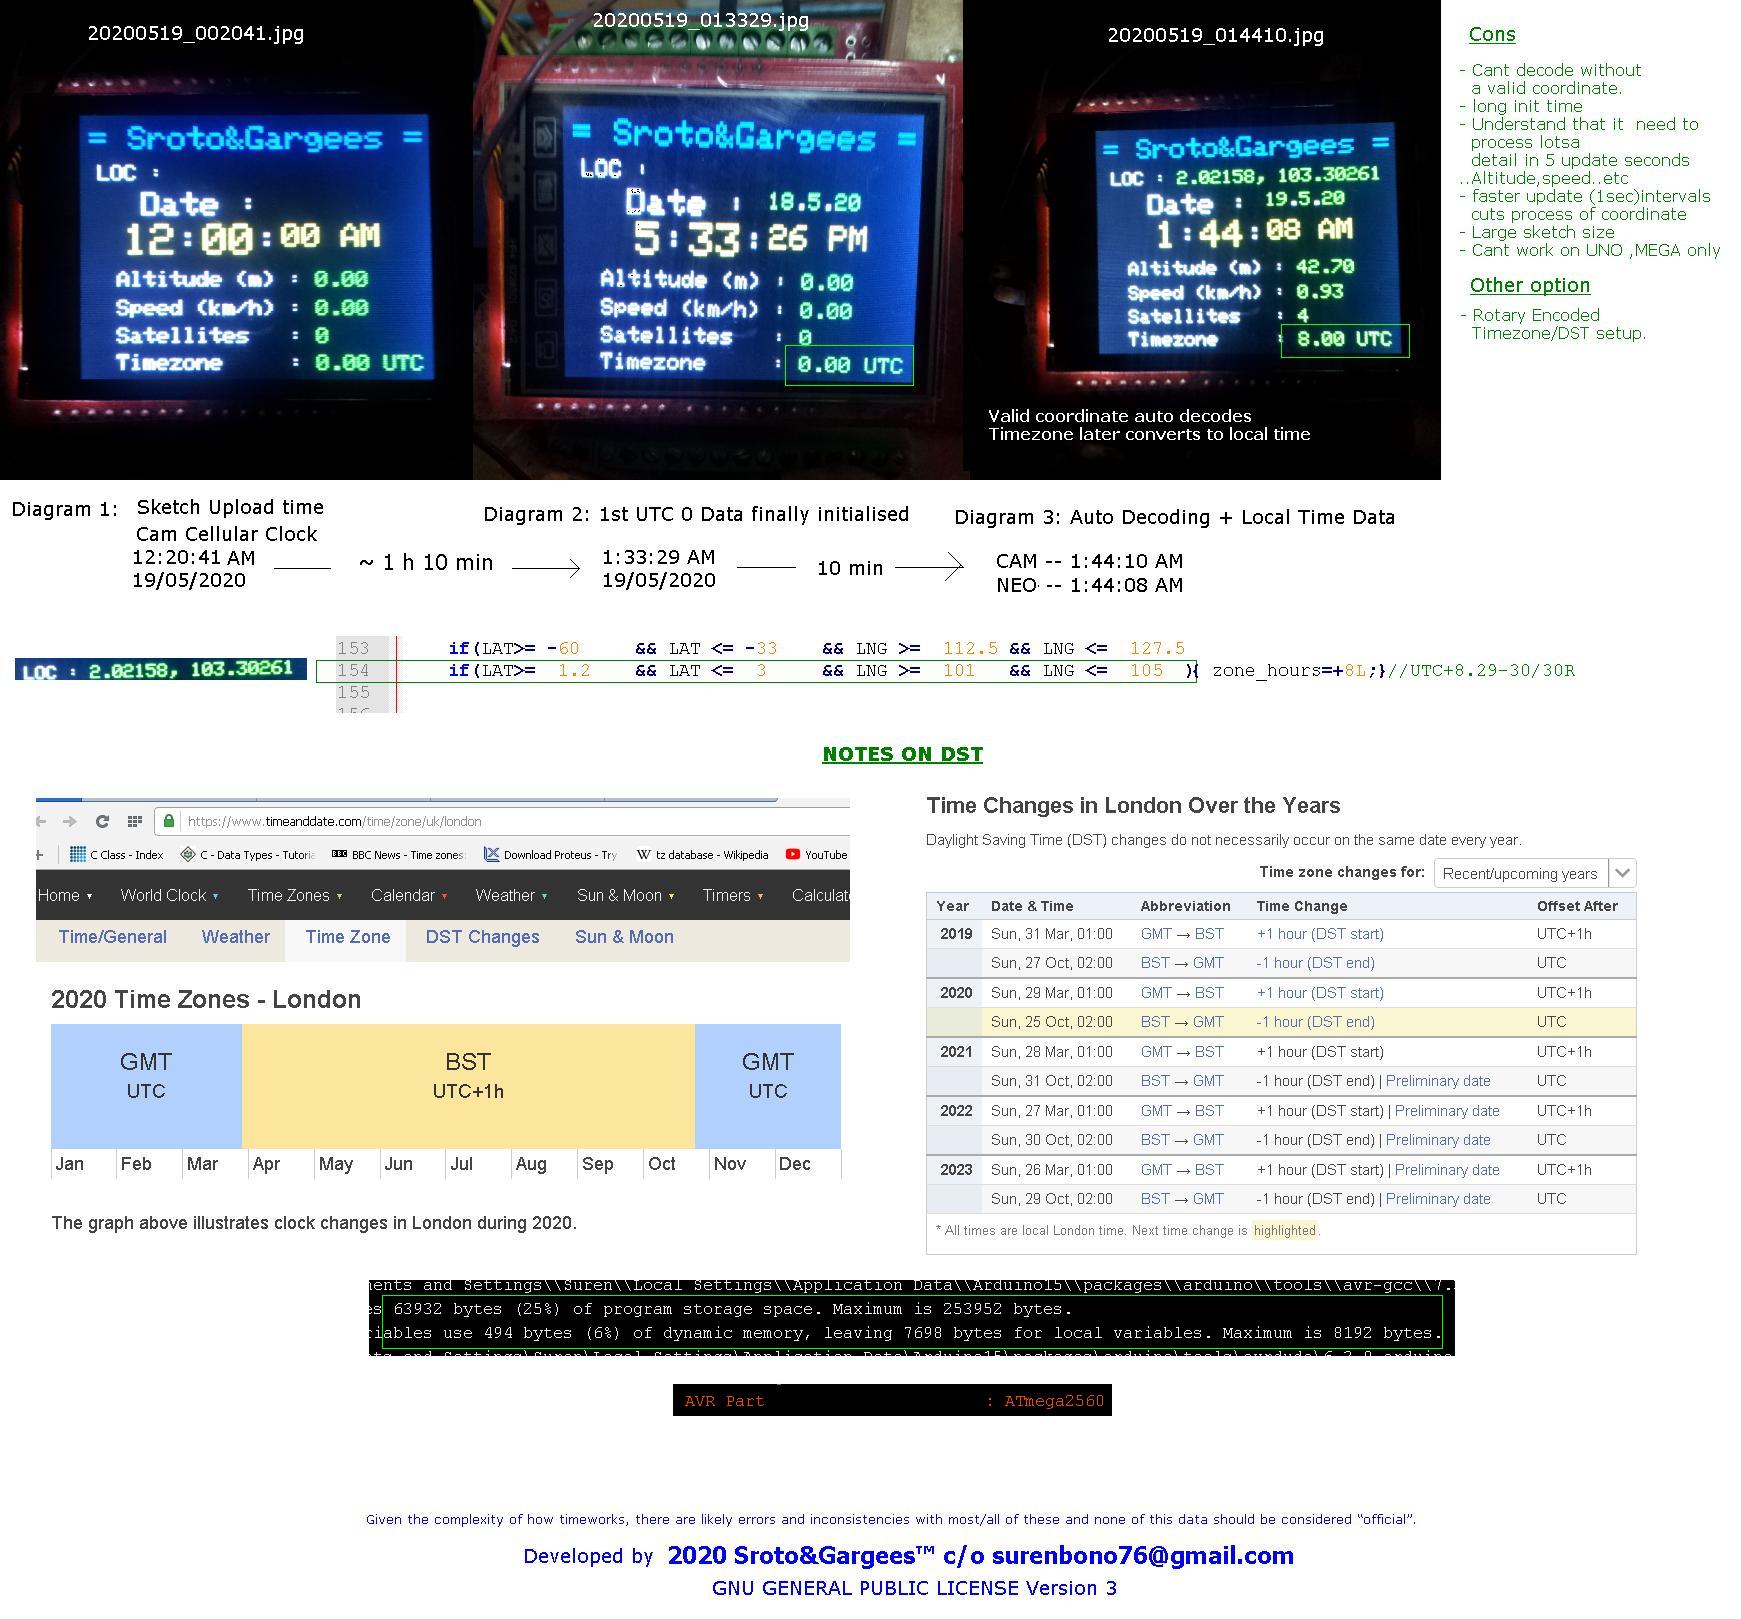 20200519_002041.jpg
= Sroto&Gargees =
LOC :
Date :
12:00:00 AM
Altitude (m) : 0.00
Speed (km/h) : 0.00
Satellites : 0
Timezone : 0.00 UTC
20200519_013329.jpg
= Sroto&Gargees =
LOC :
Date : 18.5.20
5:33:26 PM
Altitude (m) : 0.00
Speed (km/h) : 0.00
Satellites : 0
Timezone : 0.00 UTC
20200519_014410.jpg
= Sroto&Gargees =
LOC : 2.02158, 103.30261
Date : 19.5.20
1:44:08 AM
Altitude (m) : 42.70
Speed (km/h) : 0.93
Satellites : 4
Timezone : 8.00 UTC
Valid coordinate auto decodes
Timezone later converts to local time
Cons
- Cant decode without
a valid coordinate.
- long init time
- Understand that it need to
process lotsa
detail in 5 update seconds
..Altitude,speed..etc
- faster update (1sec)intervals
cuts process of coordinate
- Large sketch size
- Cant work on UNO ,MEGA only
Other option
- Rotary Encoded
Timezone/DST setup.
Diagram 1: Sketch Upload time
Cam Cellular Clock
12:20:41 AM
19/05/2020
~ 1 h 10 min
Diagram 2: 1st UTC 0 Data finally initialised
1:33:29 AM
19/05/2020
10 min
Diagram 3: Auto Decoding + Local Time Data
CAM -- 1:44:10 AM
NEO -- 1:44:08 AM
LOC : 2.02158, 103.30261
153 if(LAT>= -60 && LAT <= -33 && LNG >= 112.5 && LNG <= 127.5
154 if(LAT>= 1.2 && LAT <= 3 && LNG >= 101 && LNG <= 105 ){ zone_hours=+8L;}//UTC+8.29-30/30R
155
NOTES ON DST
https://www.timeanddate.com/time/zone/uk/london
C Class - Index C - Data Types - Tutoria BBC News - Time zones: Download Proteus - Try tz database - Wikipedia YouTube
Home World Clock Time Zones Calendar Weather Sun & Moon Timers Calculat
Time/General Weather Time Zone DST Changes Sun & Moon
2020 Time Zones - London
GMT BST GMT
UTC UTC+1h UTC
Jan Feb Mar Apr May Jun Jul Aug Sep Oct Nov Dec
The graph above illustrates clock changes in London during 2020.
Time Changes in London Over the Years
Daylight Saving Time (DST) changes do not necessarily occur on the same date every year.
Time zone changes for: Recent/upcoming years
Year Date & Time Abbreviation Time Change Offset After
2019 Sun, 31 Mar, 01:00 GMT → BST +1 hour (DST start) UTC+1h
Sun, 27 Oct, 02:00 BST → GMT -1 hour (DST end) UTC
2020 Sun, 29 Mar, 01:00 GMT → BST +1 hour (DST start) UTC+1h
Sun, 25 Oct, 02:00 BST → GMT -1 hour (DST end) UTC
2021 Sun, 28 Mar, 01:00 GMT → BST +1 hour (DST start) UTC+1h
Sun, 31 Oct, 02:00 BST → GMT -1 hour (DST end) | Preliminary date UTC
2022 Sun, 27 Mar, 01:00 GMT → BST +1 hour (DST start) | Preliminary date UTC+1h
Sun, 30 Oct, 02:00 BST → GMT -1 hour (DST end) | Preliminary date UTC
2023 Sun, 26 Mar, 01:00 GMT → BST +1 hour (DST start) | Preliminary date UTC+1h
Sun, 29 Oct, 02:00 BST → GMT -1 hour (DST end) | Preliminary date UTC
* All times are local London time. Next time change is highlighted.
ments and Settings\\Suren\\Local Settings\\Application Data\\Arduino15\\packages\\arduino\\tools\\avr-gcc\\7.
es 63932 bytes (25%) of program storage space. Maximum is 253952 bytes.
iables use 494 bytes (6%) of dynamic memory, leaving 7698 bytes for local variables. Maximum is 8192 bytes.
AVR Part : ATmega2560
Given the complexity of how timeworks, there are likely errors and inconsistencies with most/all of these and none of this data should be considered “official”.
Developed by 2020 Sroto&Gargees™ c/o surenbono76@gmail.com
GNU GENERAL PUBLIC LICENSE Version 3